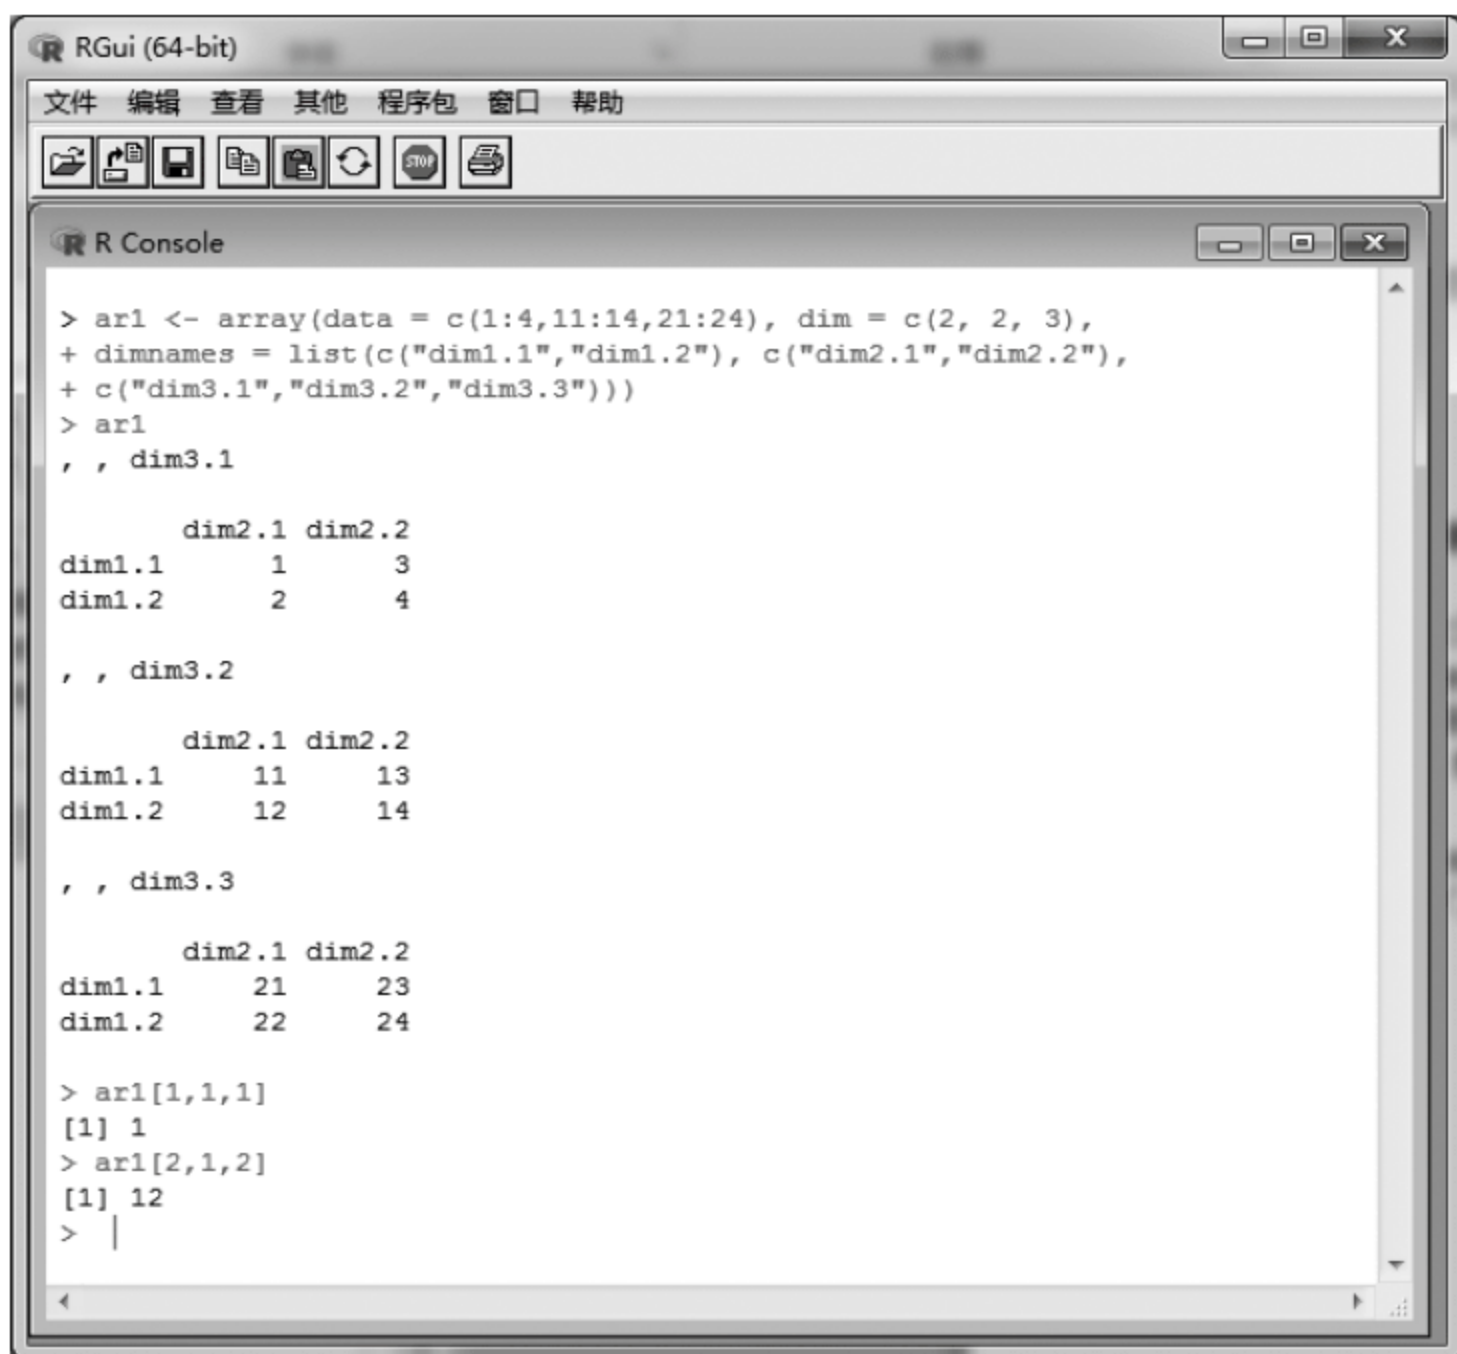 RGui (64-bit)
文件 编辑 查看 其他 程序包 窗口 帮助
STOP
R Console
> ar1 <- array(data = c(1:4,11:14,21:24), dim = c(2, 2, 3),
+ dimnames = list(c("dim1.1","dim1.2"), c("dim2.1","dim2.2"),
+ c("dim3.1","dim3.2","dim3.3")))
> ar1
, , dim3.1
dim2.1 dim2.2
dim1.1 1 3
dim1.2 2 4
, , dim3.2
dim2.1 dim2.2
dim1.1 11 13
dim1.2 12 14
, , dim3.3
dim2.1 dim2.2
dim1.1 21 23
dim1.2 22 24
> ar1[1,1,1]
[1] 1
> ar1[2,1,2]
[1] 12
>